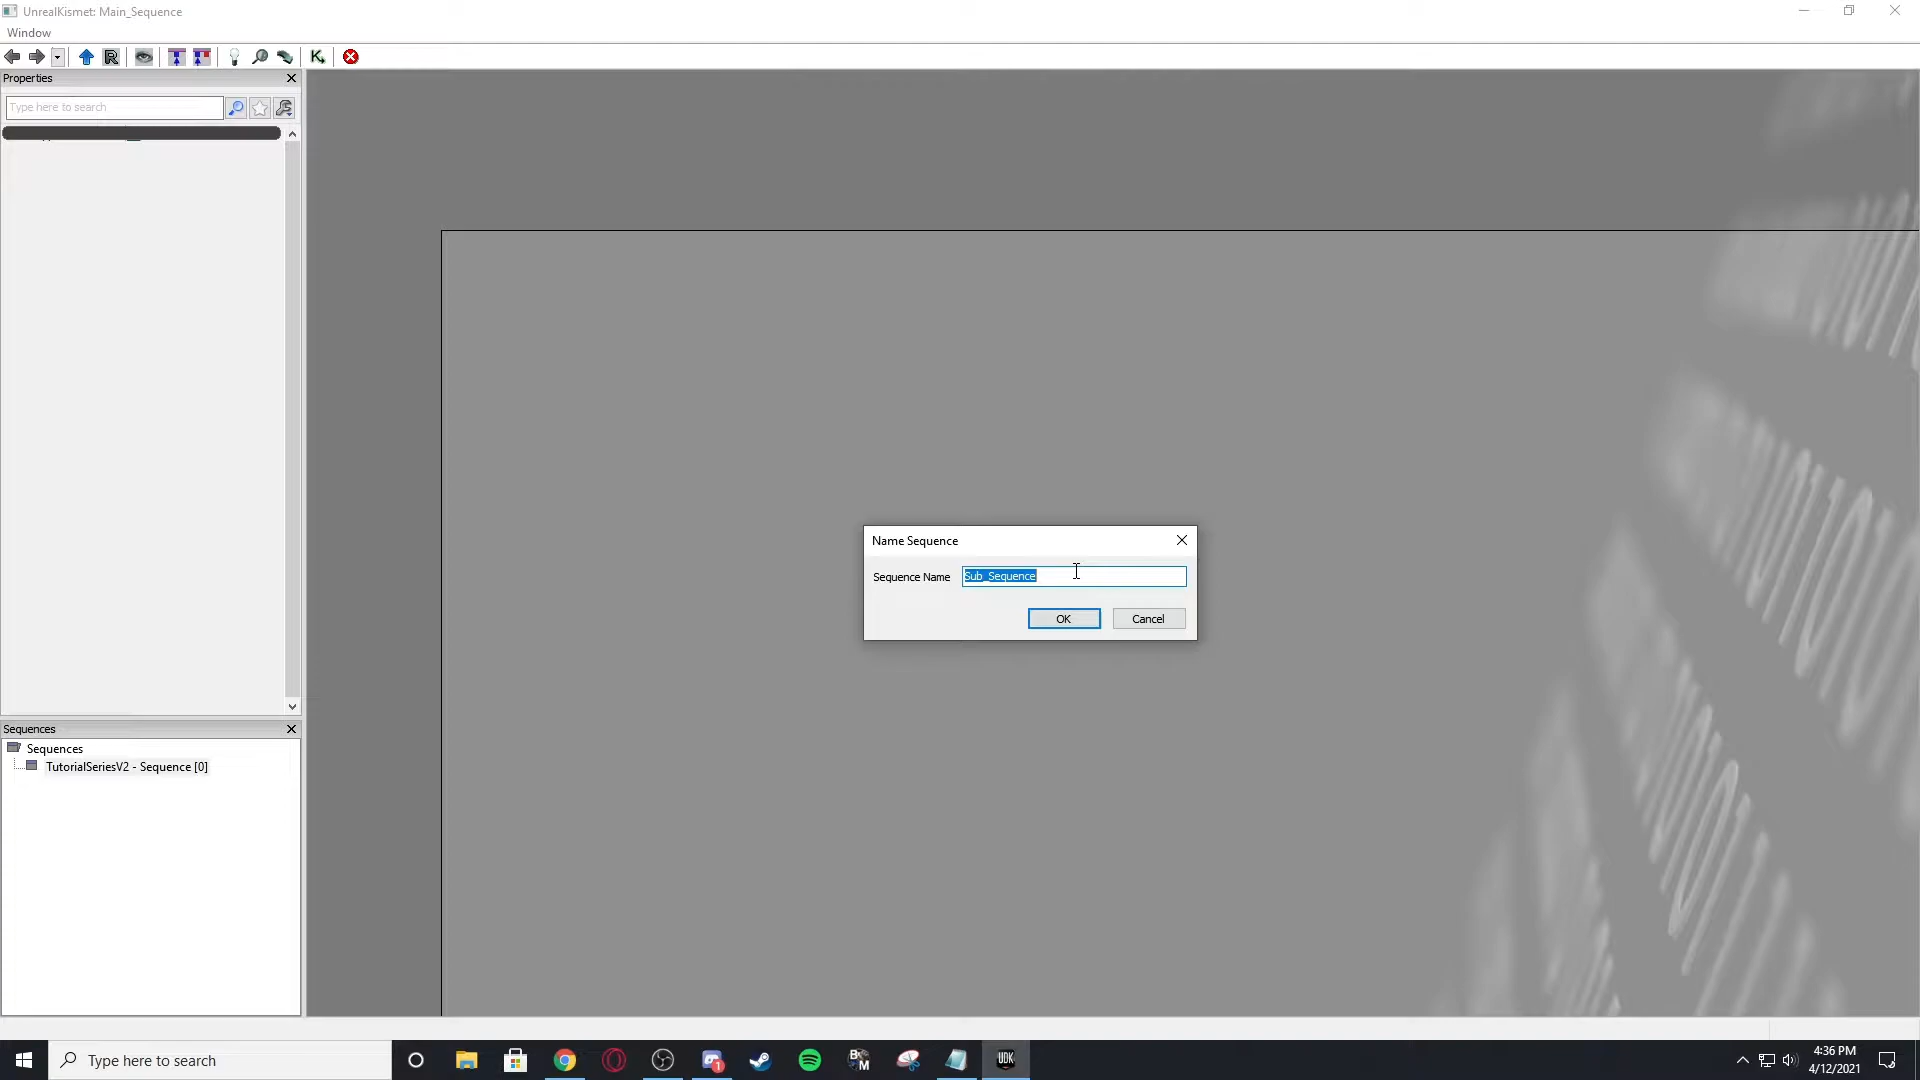 UnrealKismet: Main_Sequence
Window
Properties
Type here to search
Sequences
Sequences
TutorialSeriesV2 - Sequence [0]
Name Sequence
Sequence Name
Sub_Sequence
OK
Cancel
Type here to search
4:36 PM
4/12/2021